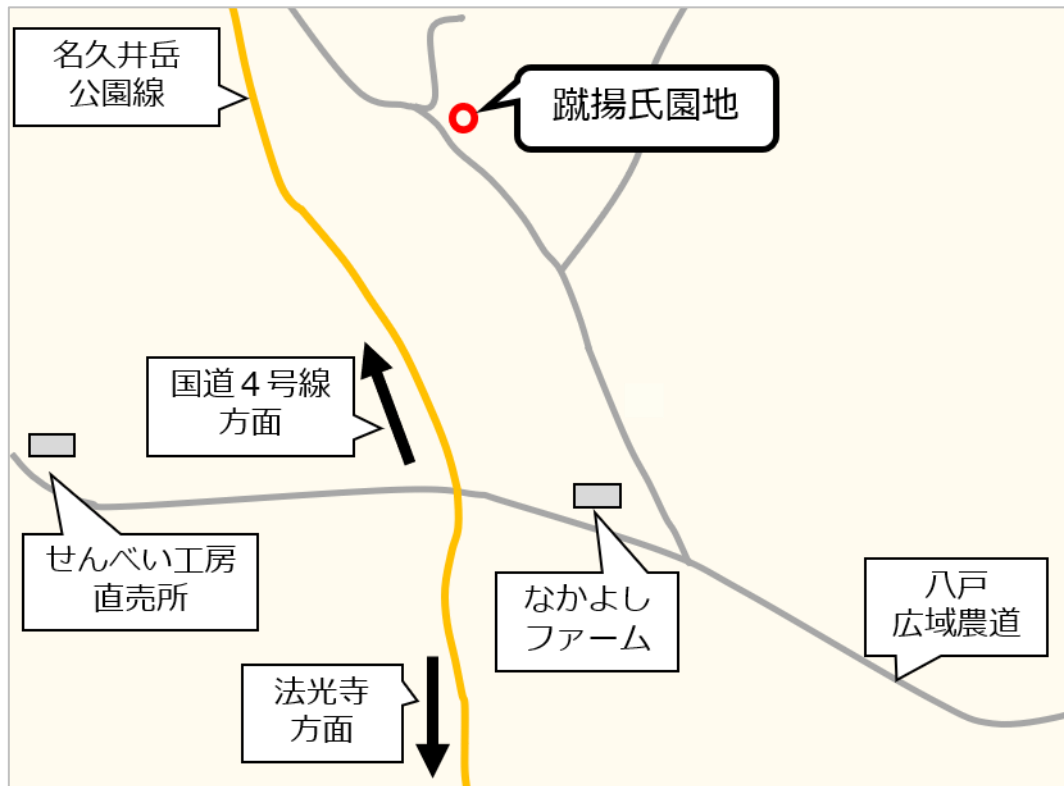 名久井岳
公園線
蹴揚氏園地
国道４号線
方面
せんべい工房
直売所
なかよし
ファーム
八戸
広域農道
法光寺
方面